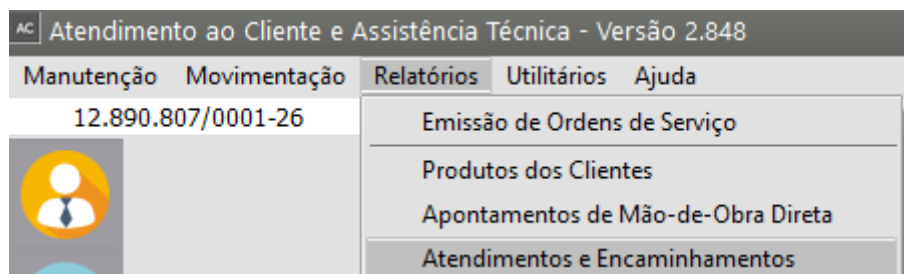 AC Atendimento ao Cliente e Assistência Técnica - Versão 2.848
Manutenção Movimentação Relatórios Utilitários Ajuda
12.890.807/0001-26
Emissão de Ordens de Serviço
Produtos dos Clientes
Apontamentos de Mão-de-Obra Direta
Atendimentos e Encaminhamentos